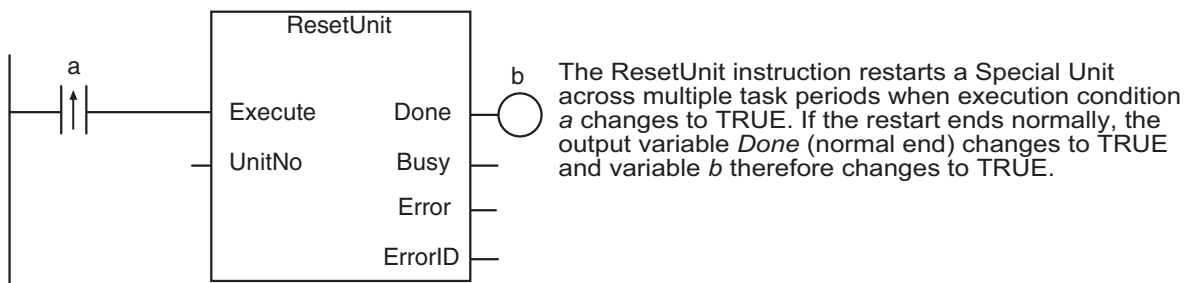 ResetUnit
a
b
Execute
Done
UnitNo
Busy
Error
ErrorID
The ResetUnit instruction restarts a Special Unit
across multiple task periods when execution condition
a changes to TRUE. If the restart ends normally, the
output variable Done (normal end) changes to TRUE
and variable b therefore changes to TRUE.